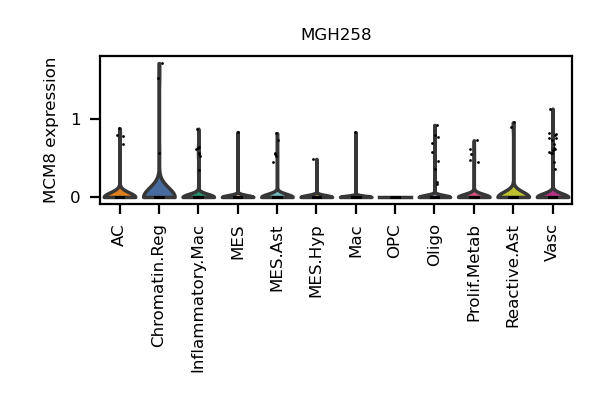 MGH258
MCM8 expression
1
0
AC
Chromatin.Reg
Inflammatory.Mac
MES
MES.Ast
MES.Hyp
Mac
OPC
Oligo
Prolif.Metab
Reactive.Ast
Vasc